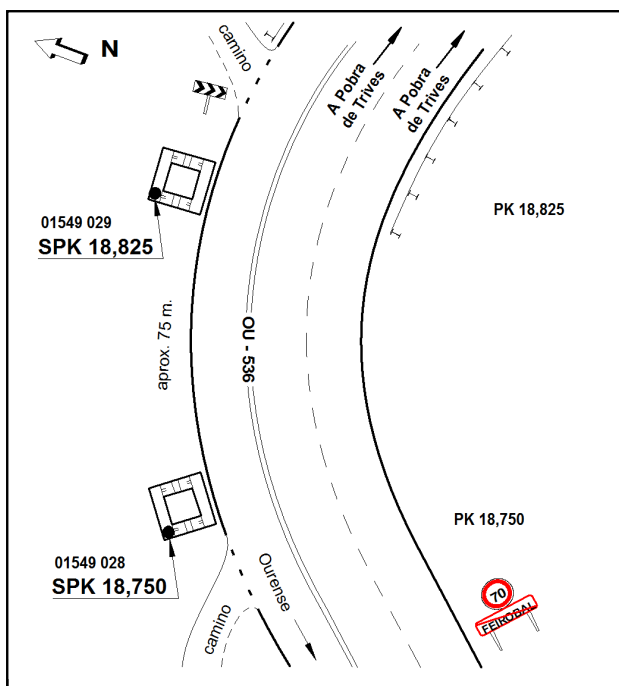 N
camino
A Pobra
de Trives
A Pobra
de Trives
PK 18,825
01549 029
SPK 18,825
aprox. 75 m.
OU - 536
PK 18,750
01549 028
SPK 18,750
Ourense
camino
70
FEIROBAL